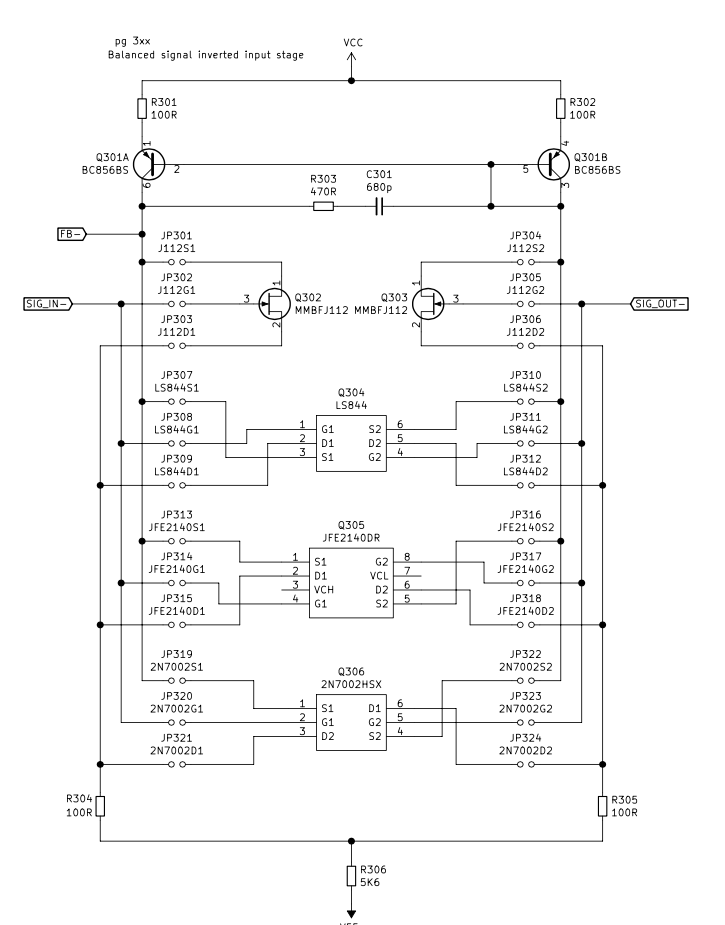 pg 3xx
Balanced signal inverted input stage
VCC
R301
100R
R302
100R
1
4
Q301A
BC856BS
2
5
Q301B
BC856BS
6
3
R303
470R
C301
680p
FB-
JP301
J112S1
JP304
J112S2
JP302
J112G1
JP305
J112G2
1
1
SIG_IN-
3
Q302
MMBFJ112
Q303
MMBFJ112
3
SIG_OUT-
2
2
JP303
J112D1
JP306
J112D2
JP307
LS844S1
JP310
LS844S2
Q304
LS844
JP308
LS844G1
JP311
LS844G2
1 G1 S2 6
2 D1 D2 5
3 S1 G2 4
JP309
LS844D1
JP312
LS844D2
JP313
JFE2140S1
JP316
JFE2140S2
Q305
JFE2140DR
JP314
JFE2140G1
JP317
JFE2140G2
1 S1 G2 8
2 D1 VCL 7
3 VCH D2 6
4 G1 S2 5
JP315
JFE2140D1
JP318
JFE2140D2
JP319
2N7002S1
JP322
2N7002S2
Q306
2N7002HSX
JP320
2N7002G1
JP323
2N7002G2
1 S1 D1 6
2 G1 G2 5
3 D2 S2 4
JP321
2N7002D1
JP324
2N7002D2
R304
100R
R305
100R
R306
5K6